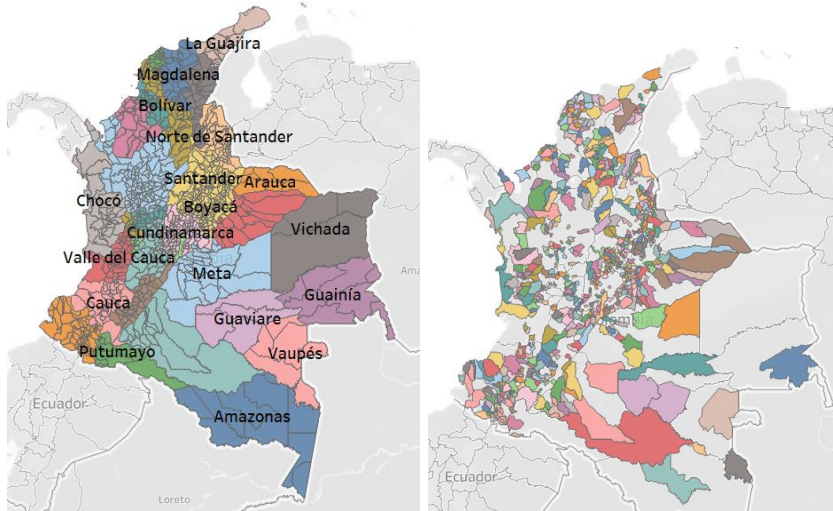 La Guajira
Magdalena
Bolívar
Norte de Santander
Santander
Arauca
Chocó
Boyacá
Cundinamarca
Vichada
Valle del Cauca
Meta
Guainía
Cauca
Guaviare
Putumayo
Vaupés
Ecuador
Amazonas
Loreto
Ecuador